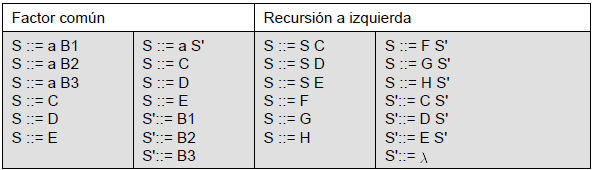 Factor común
Recursión a izquierda
S ::= a B1
S ::= a B2
S ::= a B3
S ::= C
S ::= D
S ::= E
S ::= a S'
S ::= C
S ::= D
S ::= E
S'::= B1
S'::= B2
S'::= B3
S ::= S C
S ::= S D
S ::= S E
S ::= F
S ::= G
S ::= H
S ::= F S'
S ::= G S'
S ::= H S'
S'::= C S'
S'::= D S'
S'::= E S'
S'::= λ